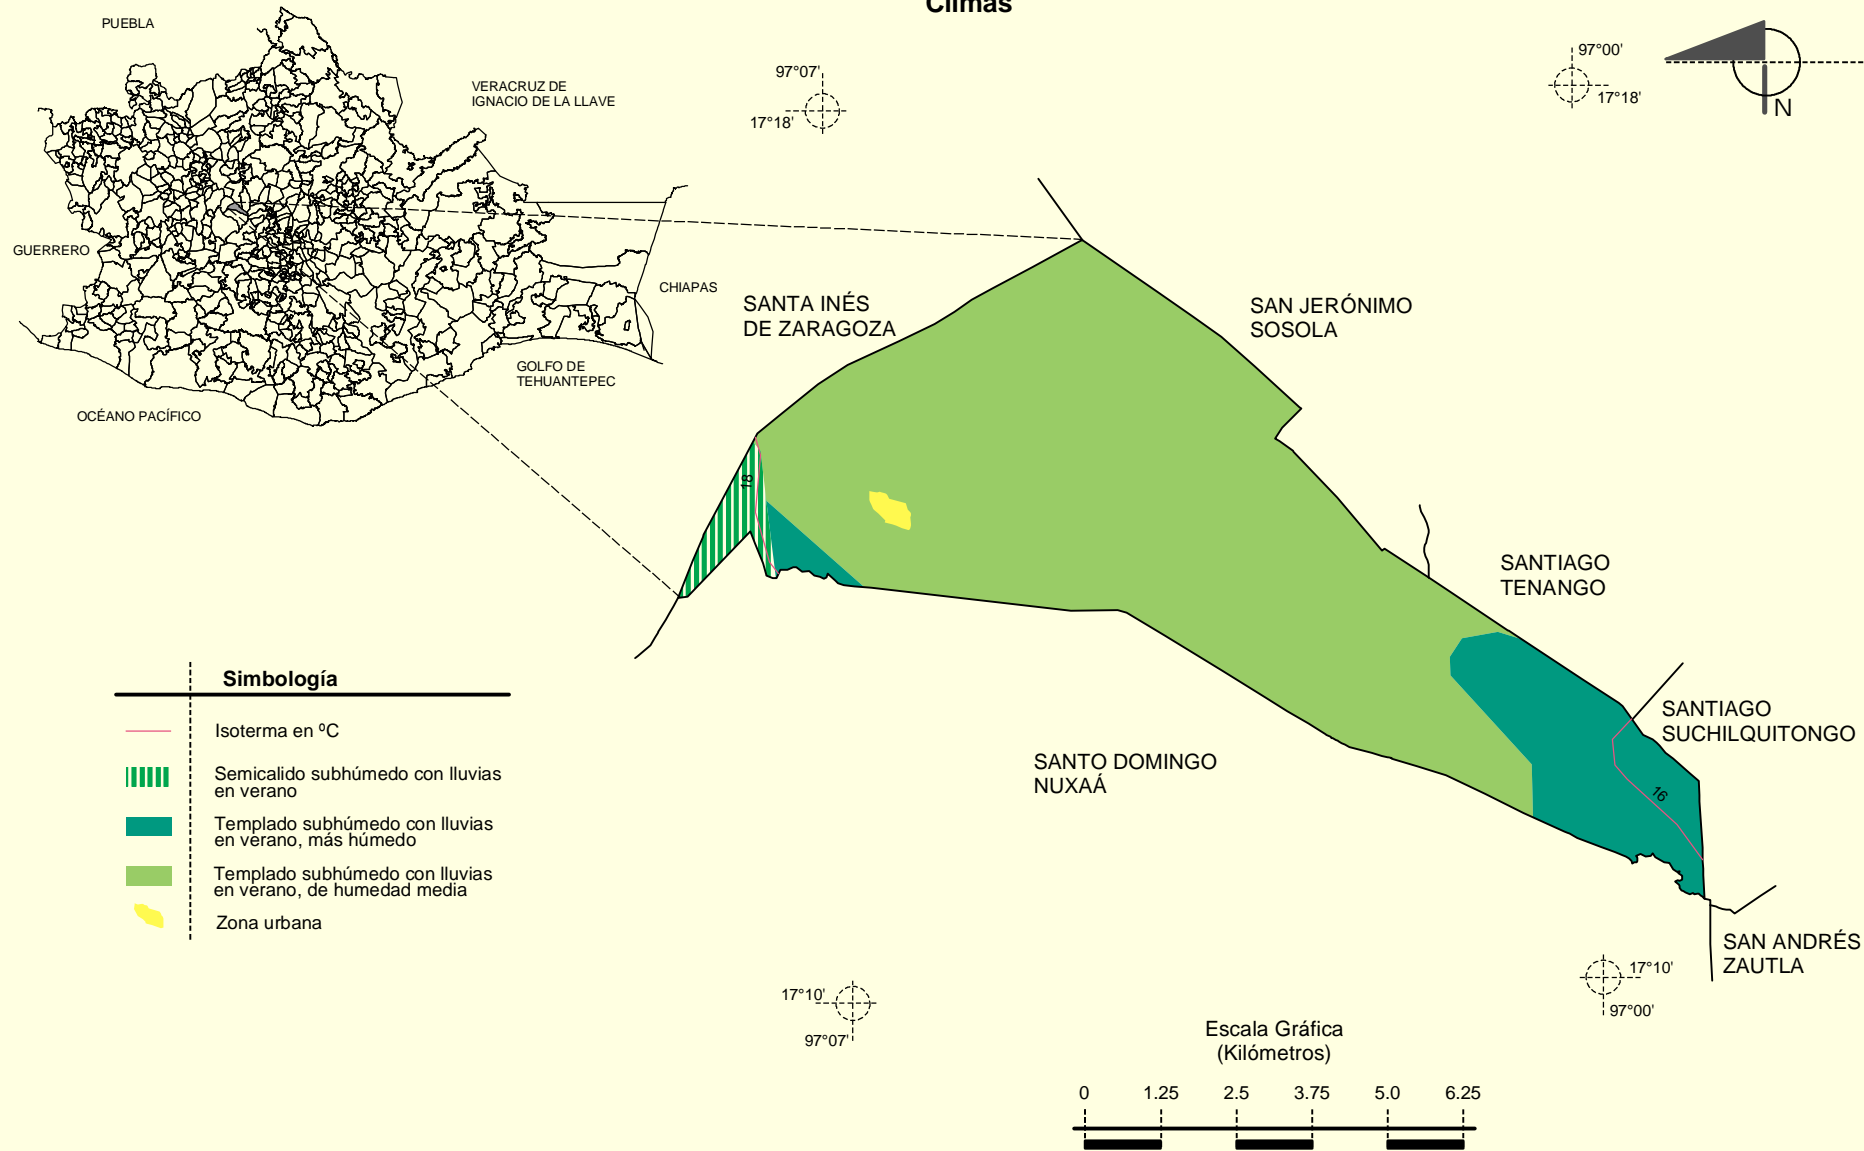 Climas
PUEBLA
VERACRUZ DE
IGNACIO DE LA LLAVE
GUERRERO
CHIAPAS
GOLFO DE
TEHUANTEPEC
OCÉANO PACÍFICO
97°07'
17°18'
97°00'
17°18'
N
SANTA INÉS
DE ZARAGOZA
SAN JERÓNIMO
SOSOLA
18
SANTIAGO
TENANGO
SANTIAGO
SUCHILQUITONGO
SANTO DOMINGO
NUXAÁ
16
SAN ANDRÉS
ZAUTLA
Simbología
Isoterma en ºC
Semicalido subhúmedo con lluvias
en verano
Templado subhúmedo con lluvias
en verano, más húmedo
Templado subhúmedo con lluvias
en verano, de humedad media
Zona urbana
17°10'
97°07'
17°10'
97°00'
Escala Gráfica
(Kilómetros)
0 1.25 2.5 3.75 5.0 6.25